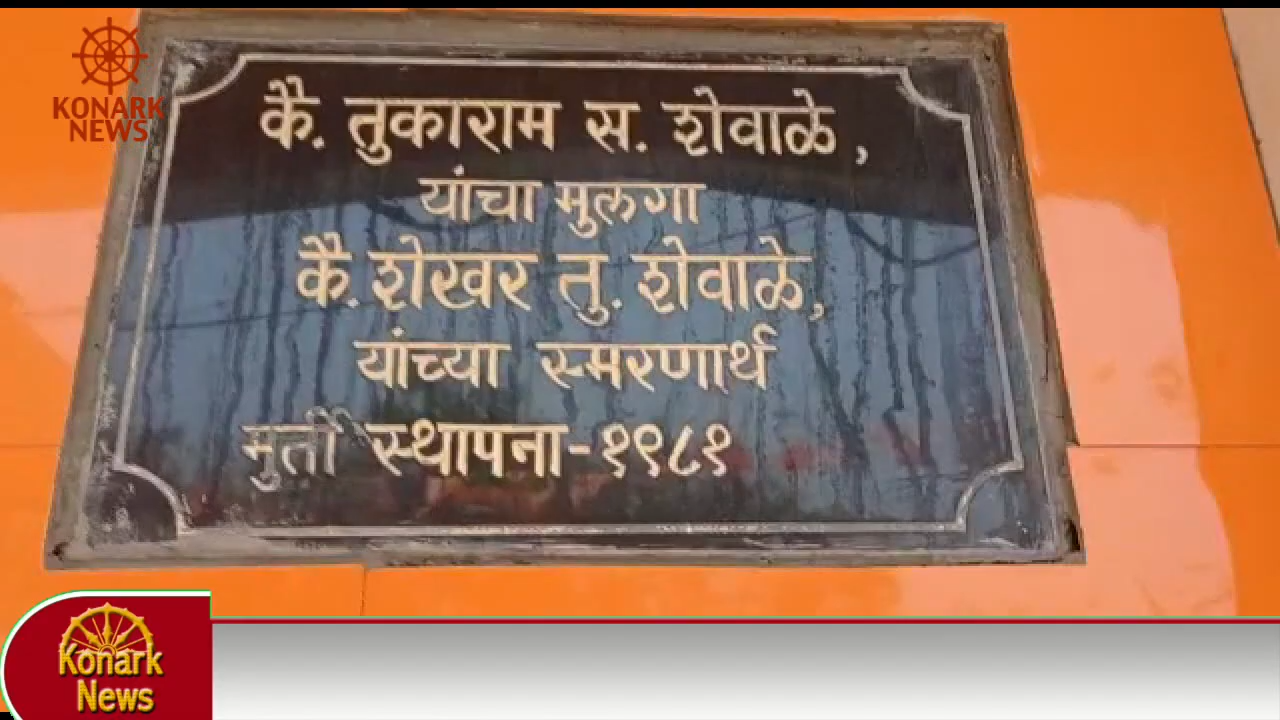 KONARK
NEWS
कै. तुकाराम स. शेवाळे,
यांचा मुलगा
कै. शेखर तु. शेवाळे,
यांच्या स्मरणार्थ
मुर्ती स्थापना-१९८१
Konark
News